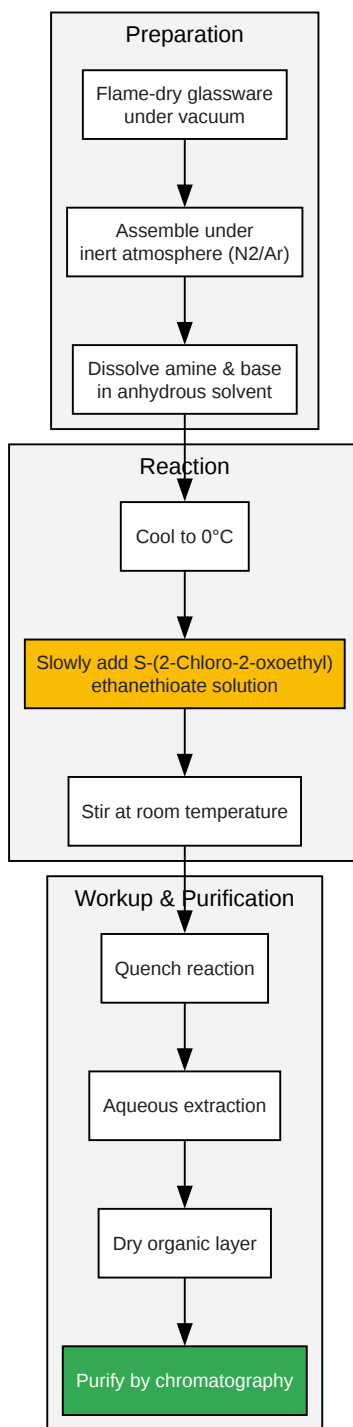 Preparation
Flame-dry glassware
under vacuum
Assemble under
inert atmosphere (N2/Ar)
Dissolve amine & base
in anhydrous solvent
Reaction
Cool to 0°C
Slowly add S-(2-Chloro-2-oxoethyl)
ethanethioate solution
Stir at room temperature
Workup & Purification
Quench reaction
Aqueous extraction
Dry organic layer
Purify by chromatography